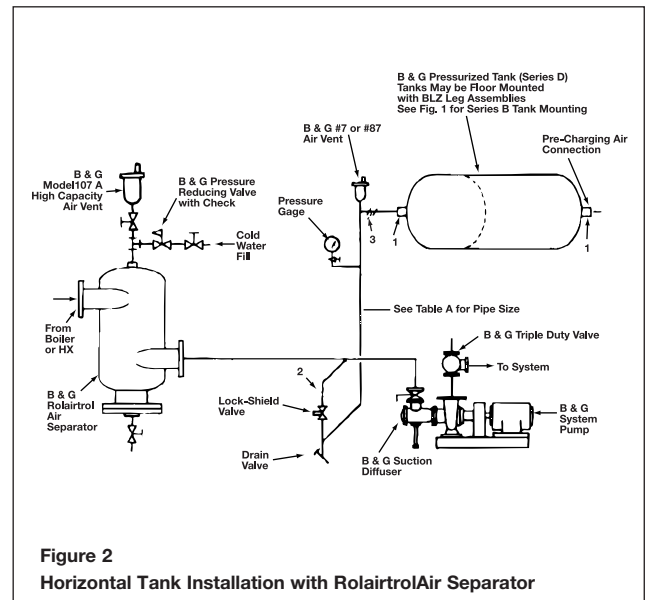 B & G Pressurized Tank (Series D)
Tanks May be Floor Mounted
with BLZ Leg Assemblies
See Fig. 1 for Series B Tank Mounting
B & G #7 or #87
Air Vent
Pre-Charging Air
Connection
B & G
Model107 A
High Capacity
Air Vent
B & G Pressure
Reducing Valve
with Check
Pressure
Gage
Cold
Water
Fill
3
1
1
See Table A for Pipe Size
From
Boiler
or HX
B & G Triple Duty Valve
To System
2
B & G
Rolairtrol
Air
Separator
Lock-Shield
Valve
B & G
System
Pump
Drain
Valve
B & G Suction
Diffuser
Figure 2
Horizontal Tank Installation with RolairtrolAir Separator